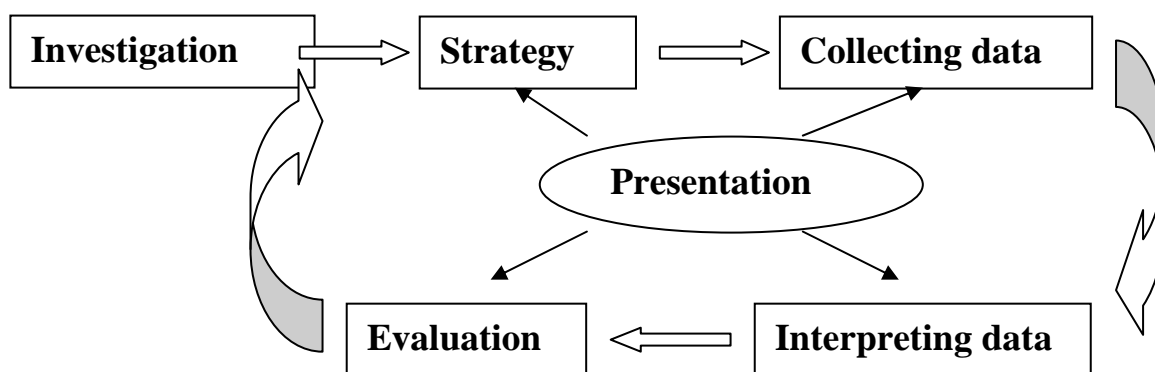 Investigation
Strategy
Collecting data
Presentation
Evaluation
Interpreting data